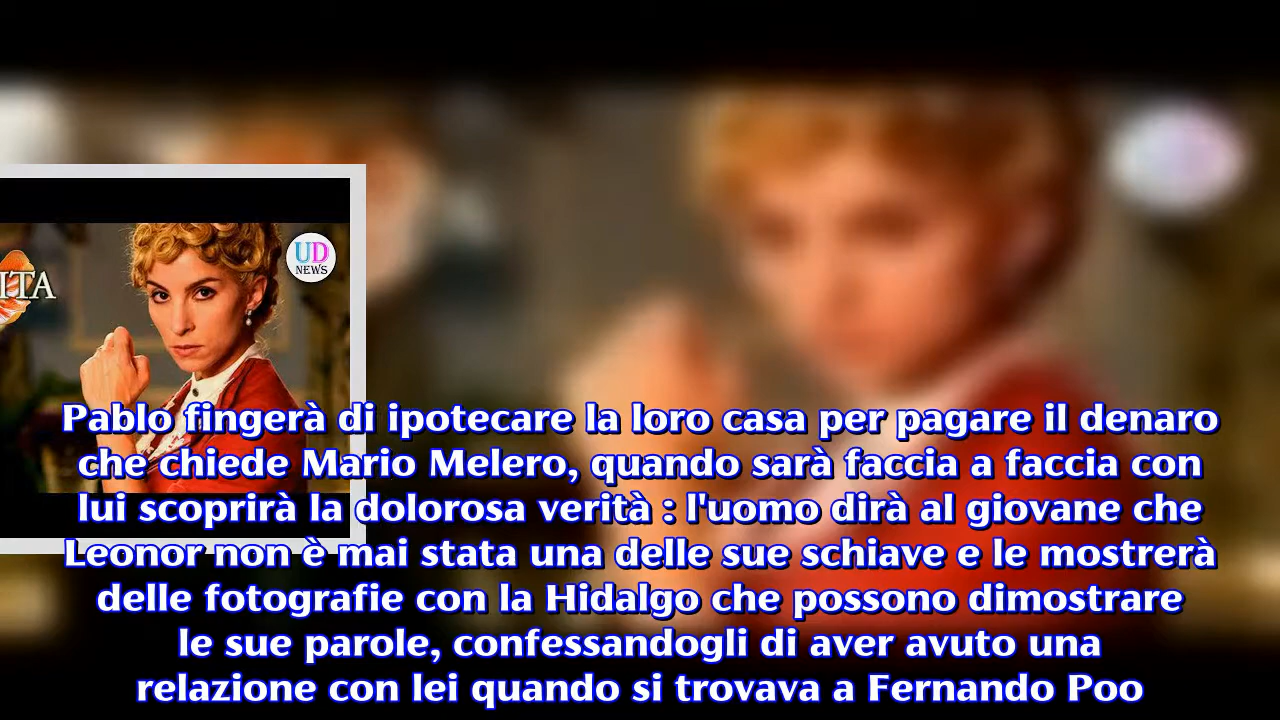 ITA
UD
NEWS
Pablo fingerà di ipotecare la loro casa per pagare il denaro
che chiede Mario Melero, quando sarà faccia a faccia con
lui scoprirà la dolorosa verità : l'uomo dirà al giovane che
Leonor non è mai stata una delle sue schiave e le mostrerà
delle fotografie con la Hidalgo che possono dimostrare
le sue parole, confessandogli di aver avuto una
relazione con lei quando si trovava a Fernando Poo